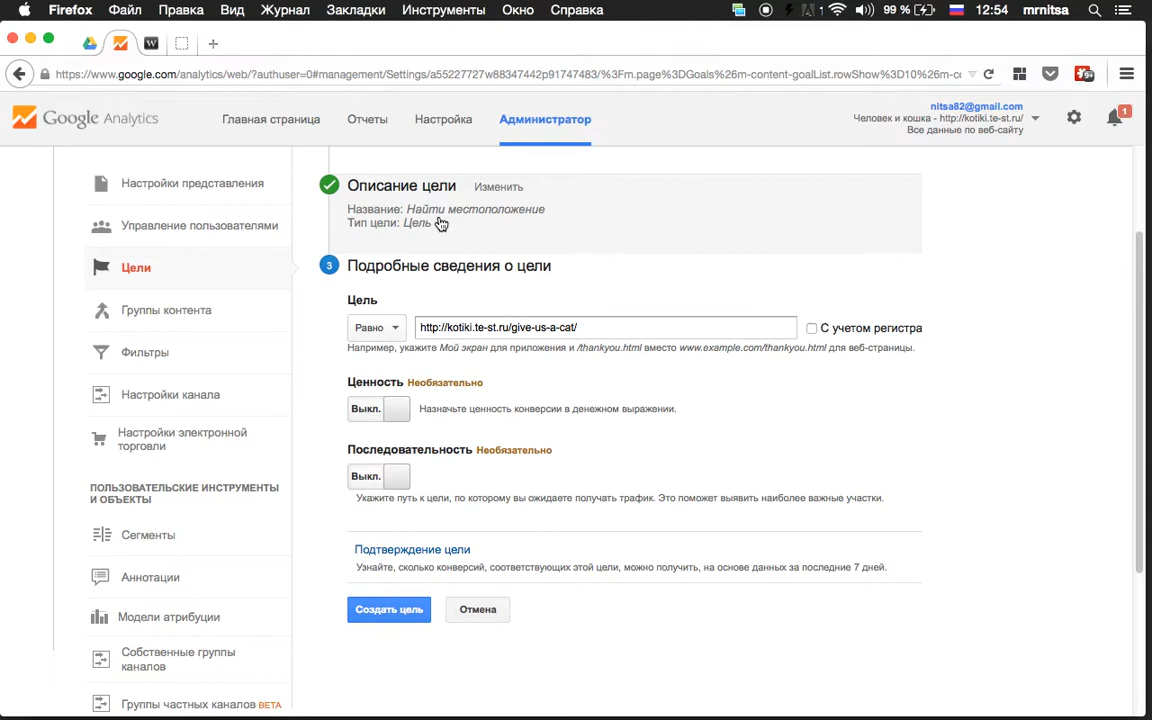 Firefox Файл Правка Вид Журнал Закладки Инструменты Окно Справка 1 99 % 12:54 mrnitsa
W
https://www.google.com/analytics/web/?authuser=0#management/Settings/a55227727w88347442p91747483/%3Fm.page%3DGoals%26m-content-goalList.rowShow%3D10%26m-cc
9+
Google Analytics
Главная страница Отчеты Настройка Администратор
nitsa82@gmail.com
Человек и кошка - http://kotiki.te-st.ru/
Все данные по веб-сайту
1
Настройки представления
Управление пользователями
Цели
Группы контента
Фильтры
Настройки канала
Настройки электронной
торговли
ПОЛЬЗОВАТЕЛЬСКИЕ ИНСТРУМЕНТЫ
И ОБЪЕКТЫ
Сегменты
Аннотации
Модели атрибуции
Собственные группы
каналов
Группы частных каналов BETA
Описание цели Изменить
Название: Найти местоположение
Тип цели: Цель
3 Подробные сведения о цели
Цель
Равно http://kotiki.te-st.ru/give-us-a-cat/ С учетом регистра
Например, укажите Мой экран для приложения и /thankyou.html вместо www.example.com/thankyou.html для веб-страницы.
Ценность Необязательно
Выкл. Назначьте ценность конверсии в денежном выражении.
Последовательность Необязательно
Выкл.
Укажите путь к цели, по которому вы ожидаете получать трафик. Это поможет выявить наиболее важные участки.
Подтверждение цели
Узнайте, сколько конверсий, соответствующих этой цели, можно получить, на основе данных за последние 7 дней.
Создать цель Отмена